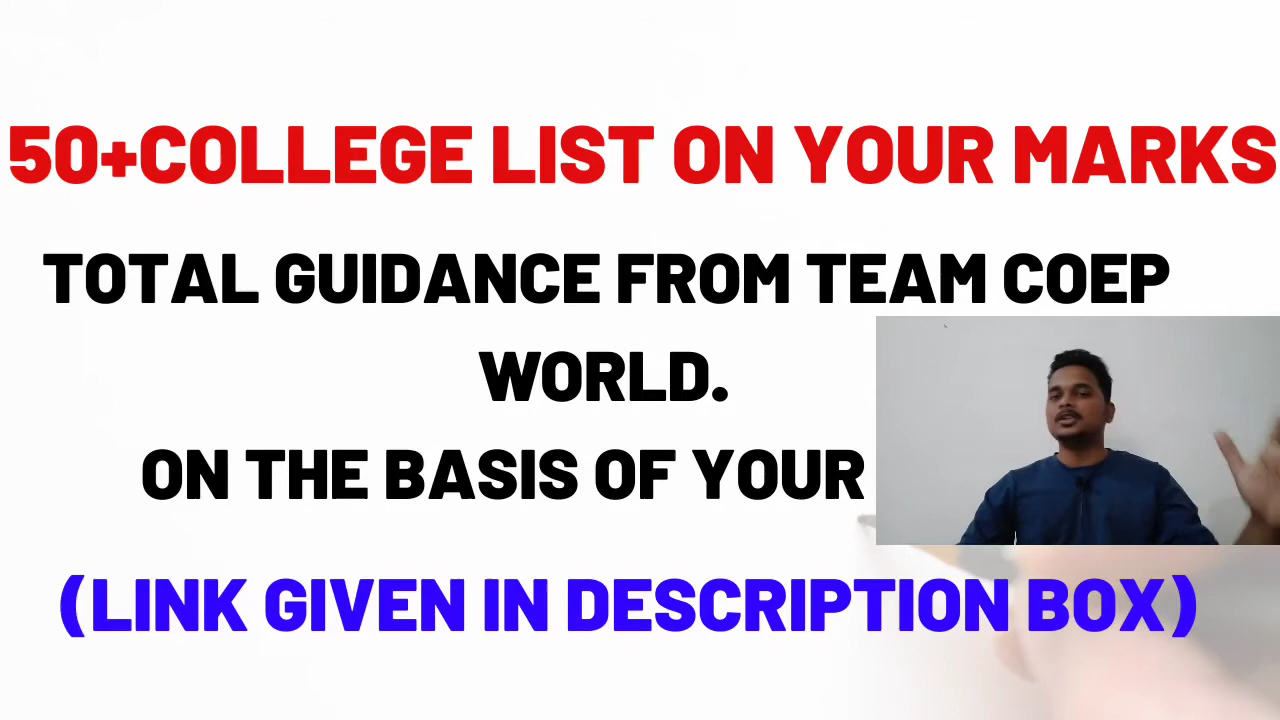 50+COLLEGE LIST ON YOUR MARKS
TOTAL GUIDANCE FROM TEAM COEP
WORLD.
ON THE BASIS OF YOUR
(LINK GIVEN IN DESCRIPTION BOX)